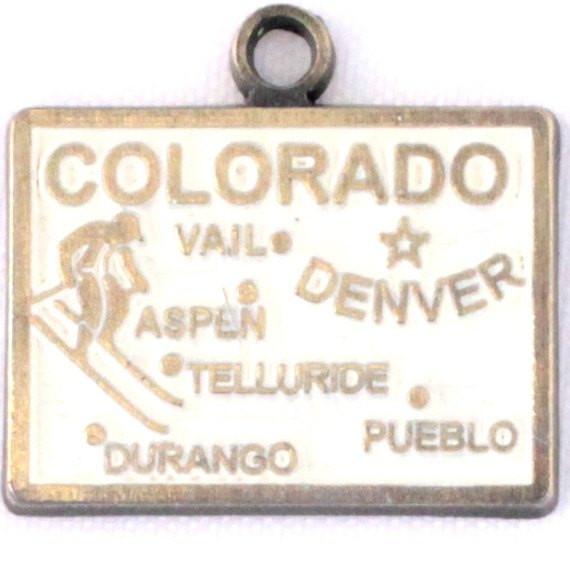 COLORADO
VAIL
DENVER
ASPEN
TELLURIDE
PUEBLO
DURANGO